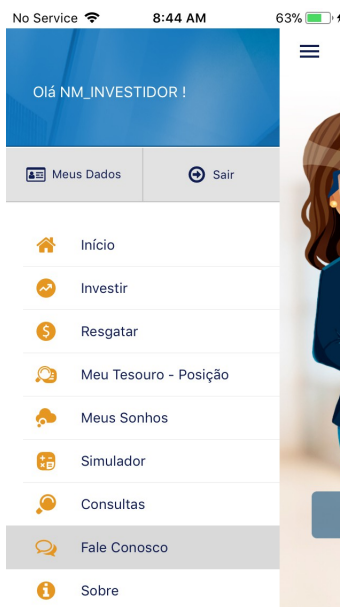 No Service 8:44 AM 63%
Olá NM_INVESTIDOR !
Meus Dados Sair
Início
Investir
Resgatar
Meu Tesouro - Posição
Meus Sonhos
Simulador
Consultas
Fale Conosco
Sobre